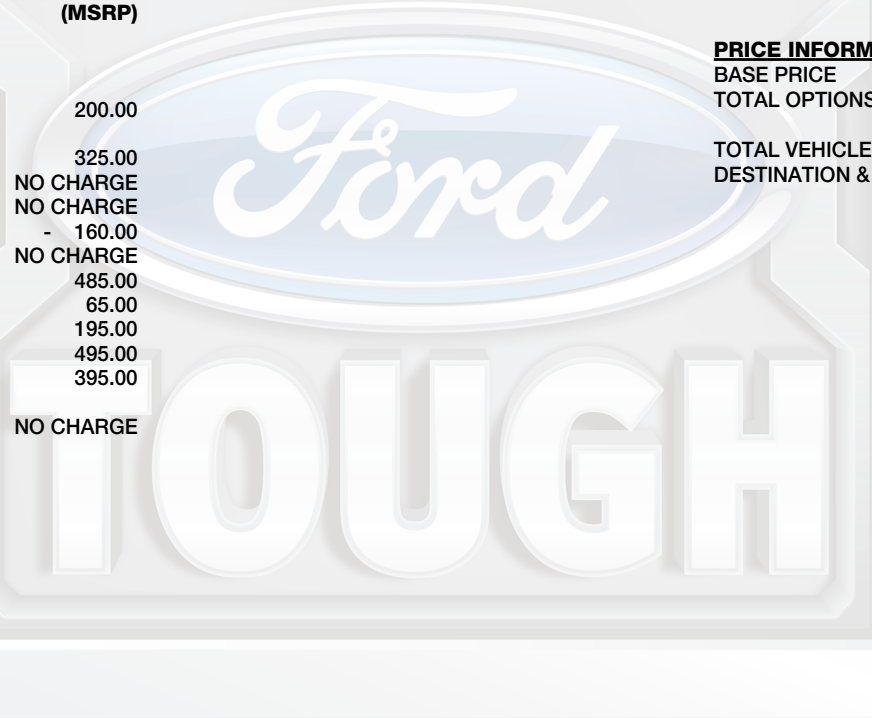 (MSRP)
200.00
325.00
NO CHARGE
NO CHARGE
- 160.00
NO CHARGE
485.00
65.00
195.00
495.00
395.00
NO CHARGE
PRICE INFORM
BASE PRICE
TOTAL OPTIONS
TOTAL VEHICLE
DESTINATION &
Ford
TOUGH